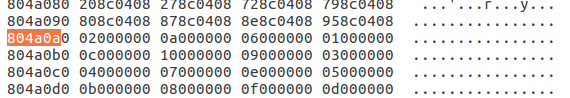 804a080 208c0408 278c0408 728c0408 798c0408 ...'...r...y...
804a090 808c0408 878c0408 8e8c0408 958c0408 ................
804a0a0 02000000 0a000000 06000000 01000000 ................
804a0b0 0c000000 10000000 09000000 03000000 ................
804a0c0 04000000 07000000 0e000000 05000000 ................
804a0d0 0b000000 08000000 0f000000 0d000000 ................